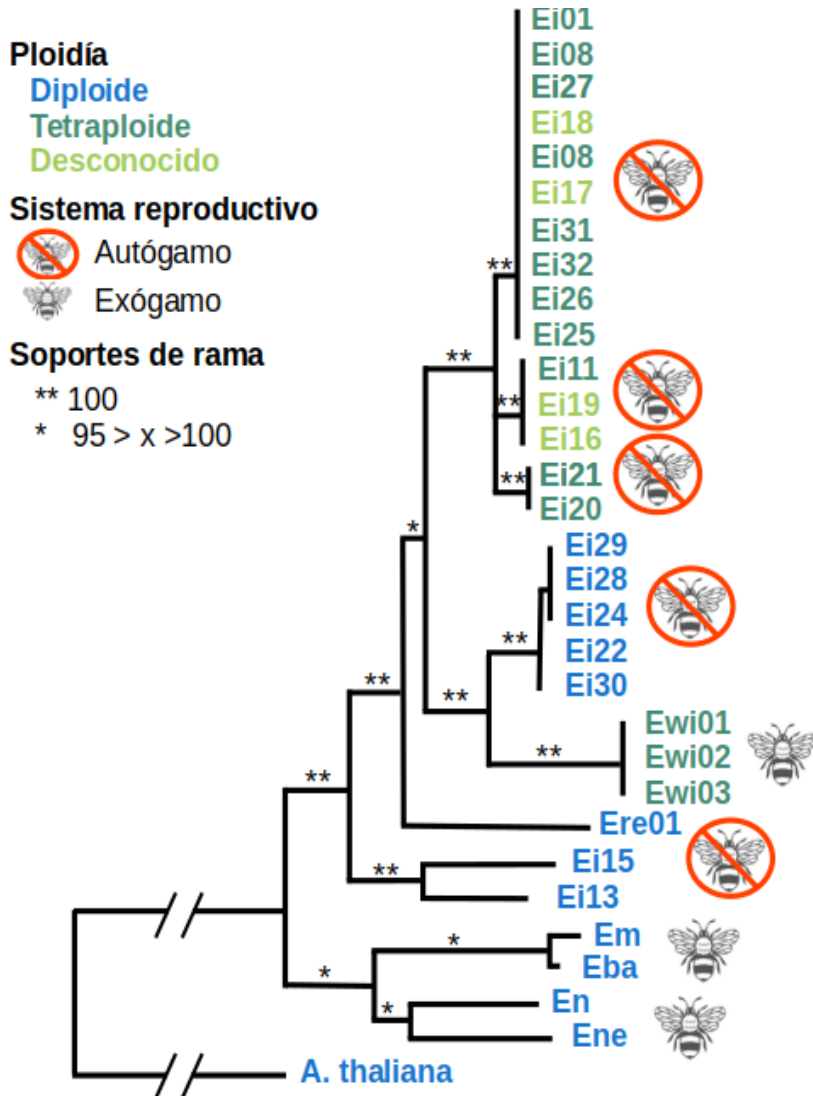 Ploidía
Diploide
Tetraploide
Desconocido
Sistema reproductivo
Autógamo
Exógamo
Soportes de rama
** 100
* 95 > x >100
Ei01
Ei08
Ei27
Ei18
Ei08
Ei17
Ei31
Ei32
** Ei26
Ei25
** Ei11
** Ei19
Ei16
** Ei21
Ei20
* Ei29
Ei28
Ei24
** Ei22
** Ei30
** Ewi01
** Ewi02
Ewi03
** Ere01
** Ei15
Ei13
* Em
* Eba
* En
Ene
A. thaliana